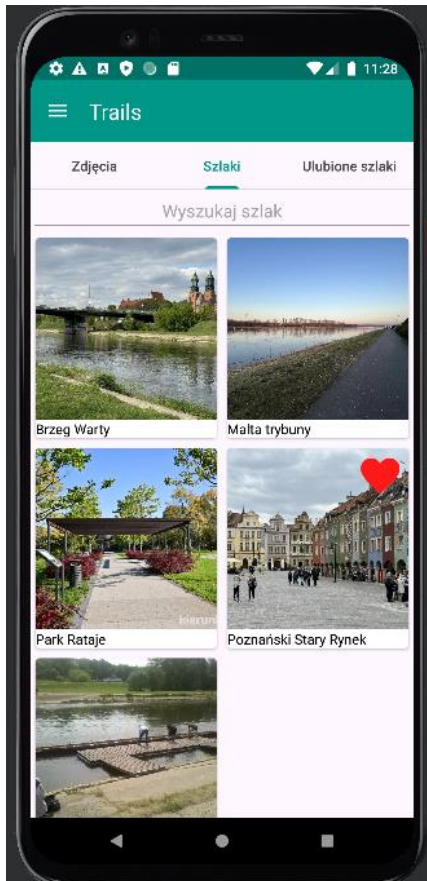 11:28
Trails
Zdjęcia Szlaki Ulubione szlaki
Wyszukaj szlak
Brzeg Warty Malta trybuny
Park Rataje Poznański Stary Rynek